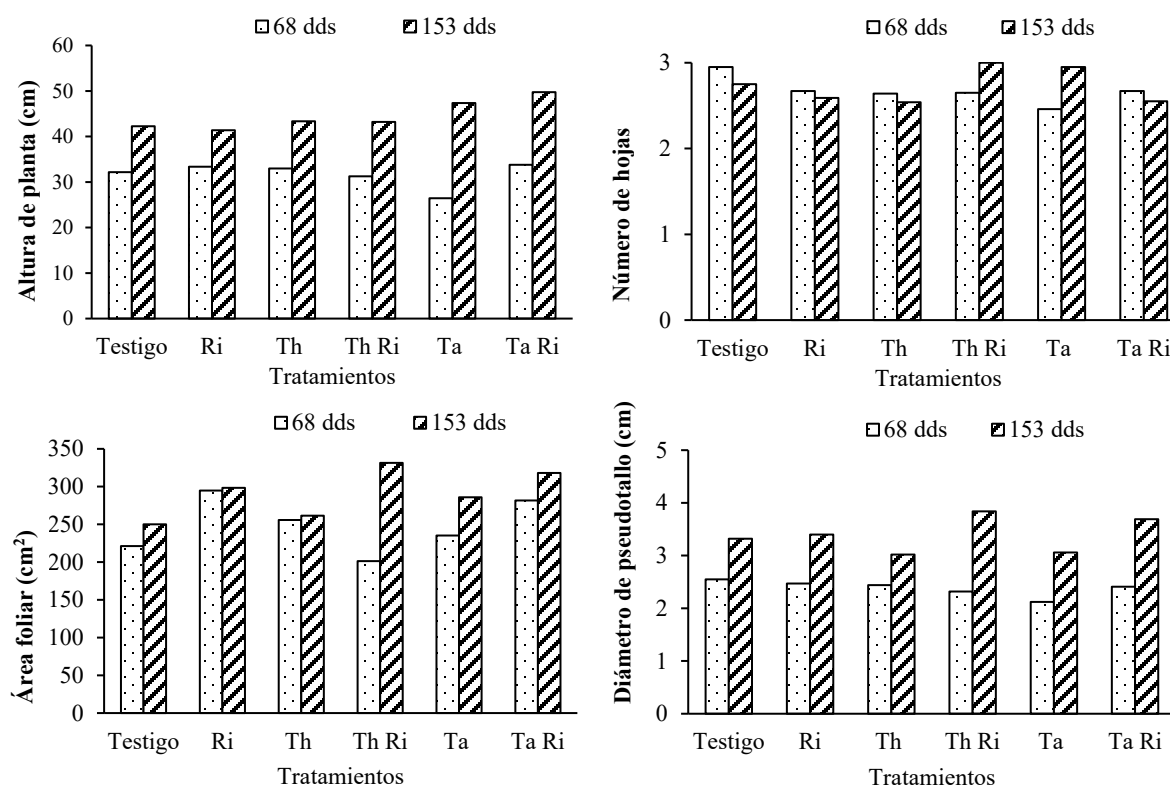 68 dds 153 dds
Altura de planta (cm)
60
50
40
30
20
10
0
Testigo Ri Th Th Ri Ta Ta Ri
Tratamientos
68 dds 153 dds
Número de hojas
3
2
1
0
Testigo Ri Th Th Ri Ta Ta Ri
Tratamientos
68 dds 153 dds
Área foliar (cm²)
350
300
250
200
150
100
50
0
Testigo Ri Th Th Ri Ta Ta Ri
Tratamientos
68 dds 153 dds
Diámetro de pseudotallo (cm)
5
4
3
2
1
0
Testigo Ri Th Th Ri Ta Ta Ri
Tratamientos